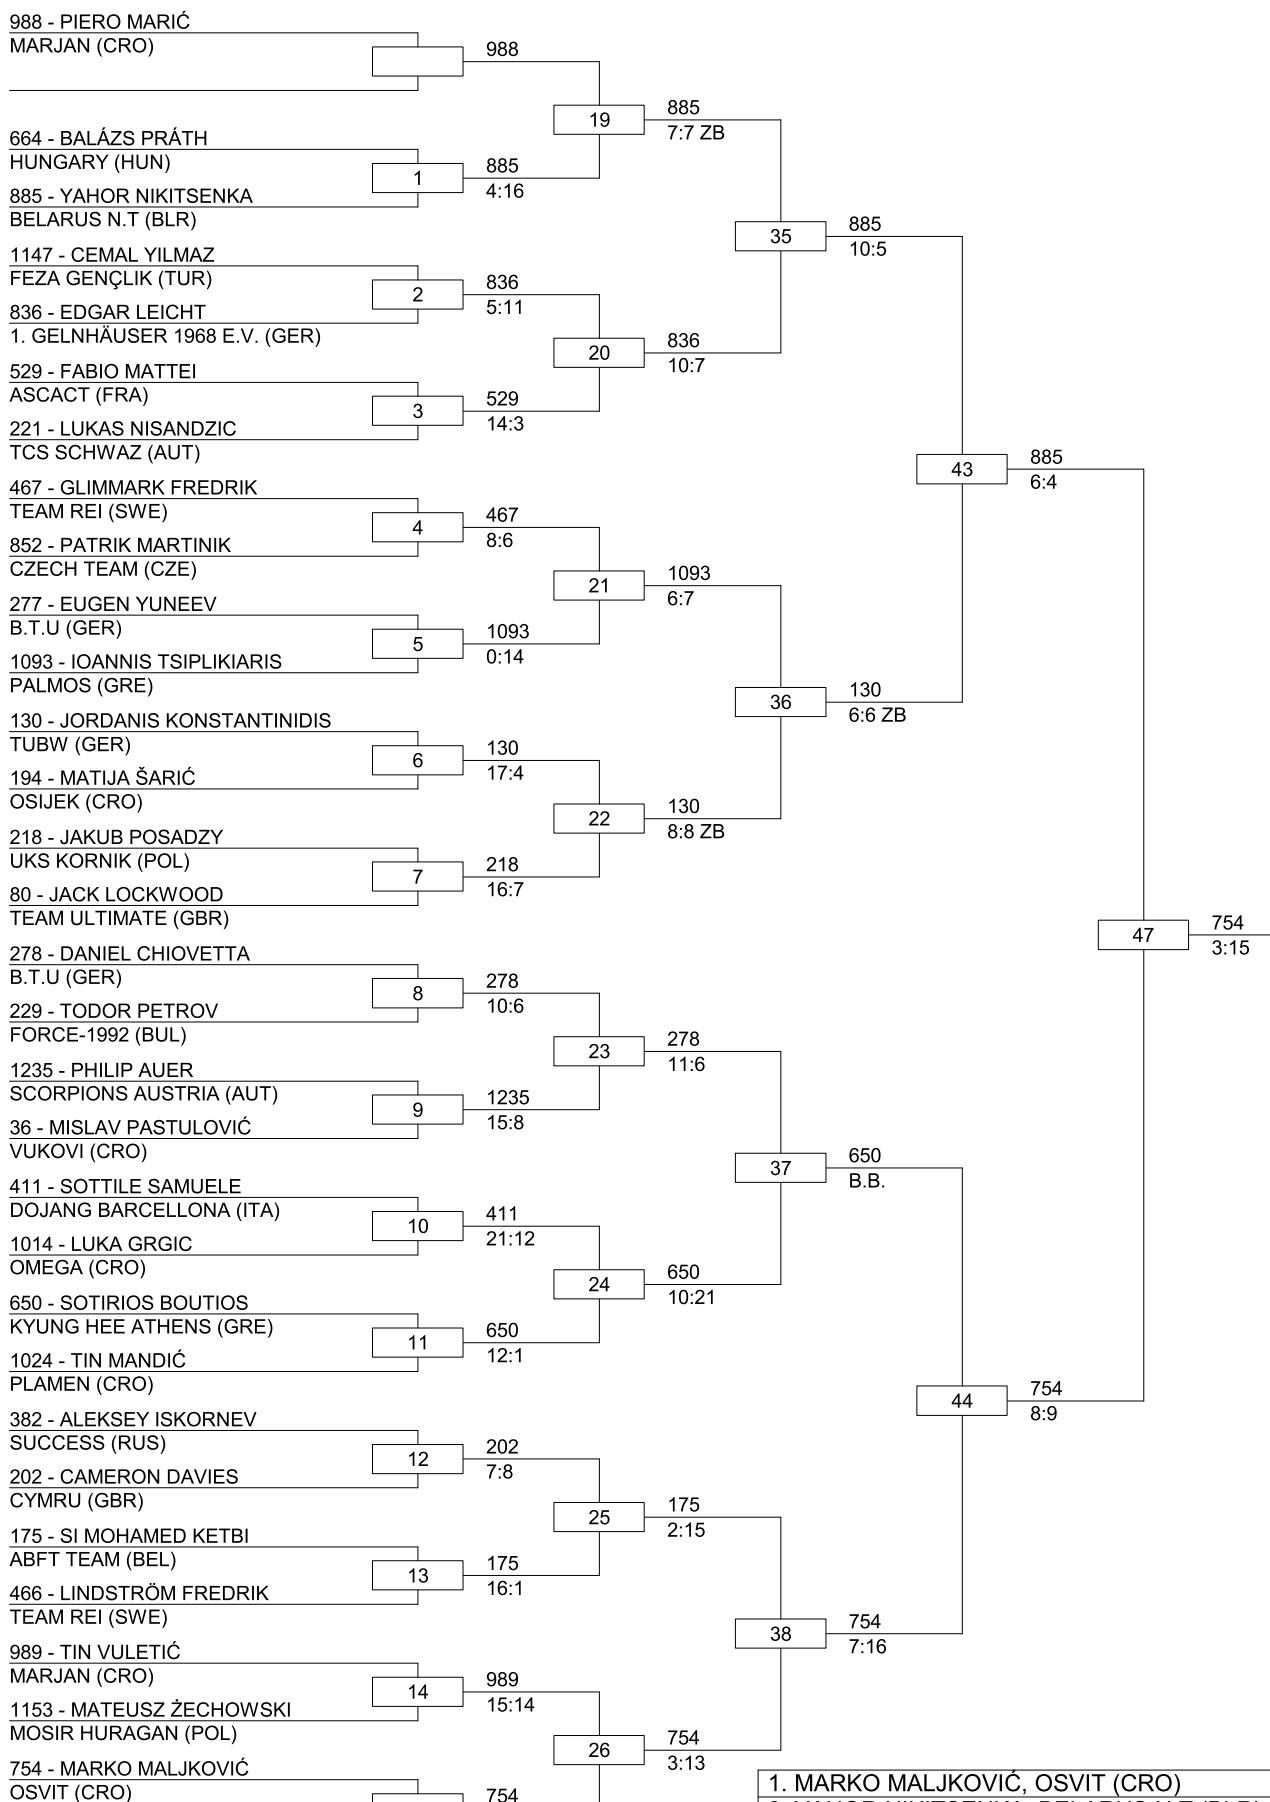 988 - PIERO MARIĆ
MARJAN (CRO)
988
19
885
7:7 ZB
664 - BALÁZS PRÁTH
HUNGARY (HUN)
1
885
4:16
885 - YAHOR NIKITSENKA
BELARUS N.T (BLR)
35
885
10:5
1147 - CEMAL YILMAZ
FEZA GENÇLIK (TUR)
2
836
5:11
836 - EDGAR LEICHT
1. GELNHÄUSER 1968 E.V. (GER)
20
836
10:7
529 - FABIO MATTEI
ASCACT (FRA)
3
529
14:3
221 - LUKAS NISANDZIC
TCS SCHWAZ (AUT)
43
885
6:4
467 - GLIMMARK FREDRIK
TEAM REI (SWE)
4
467
8:6
852 - PATRIK MARTINIK
CZECH TEAM (CZE)
21
1093
6:7
277 - EUGEN YUNEEV
B.T.U (GER)
5
1093
0:14
1093 - IOANNIS TSIPLIKIARIS
PALMOS (GRE)
36
130
6:6 ZB
130 - JORDANIS KONSTANTINIDIS
TUBW (GER)
6
130
17:4
194 - MATIJA ŠARIĆ
OSIJEK (CRO)
22
130
8:8 ZB
218 - JAKUB POSADZY
UKS KORNIK (POL)
7
218
16:7
80 - JACK LOCKWOOD
TEAM ULTIMATE (GBR)
47
754
3:15
278 - DANIEL CHIOVETTA
B.T.U (GER)
8
278
10:6
229 - TODOR PETROV
FORCE-1992 (BUL)
23
278
11:6
1235 - PHILIP AUER
SCORPIONS AUSTRIA (AUT)
9
1235
15:8
36 - MISLAV PASTULOVIĆ
VUKOVI (CRO)
37
650
B.B.
411 - SOTTILE SAMUELE
DOJANG BARCELLONA (ITA)
10
411
21:12
1014 - LUKA GRGIC
OMEGA (CRO)
24
650
10:21
650 - SOTIRIOS BOUTIOS
KYUNG HEE ATHENS (GRE)
11
650
12:1
1024 - TIN MANDIĆ
PLAMEN (CRO)
44
754
8:9
382 - ALEKSEY ISKORNEV
SUCCESS (RUS)
12
202
7:8
202 - CAMERON DAVIES
CYMRU (GBR)
25
175
2:15
175 - SI MOHAMED KETBI
ABFT TEAM (BEL)
13
175
16:1
466 - LINDSTRÖM FREDRIK
TEAM REI (SWE)
38
754
7:16
989 - TIN VULETIĆ
MARJAN (CRO)
14
989
15:14
1153 - MATEUSZ ŻECHOWSKI
MOSIR HURAGAN (POL)
26
754
3:13
754 - MARKO MALJKOVIĆ
OSVIT (CRO)
754
1. MARKO MALJKOVIĆ, OSVIT (CRO)